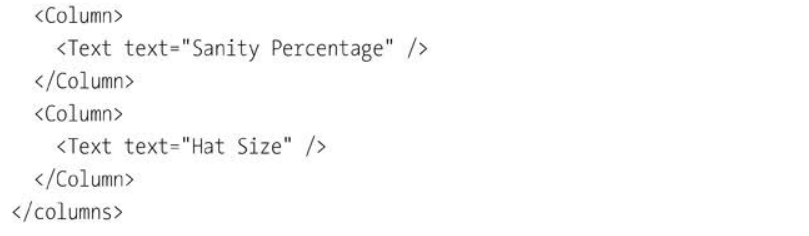 <Column>
<Text text="Sanity Percentage" />
</Column>
<Column>
<Text text="Hat Size" />
</Column>
</columns>